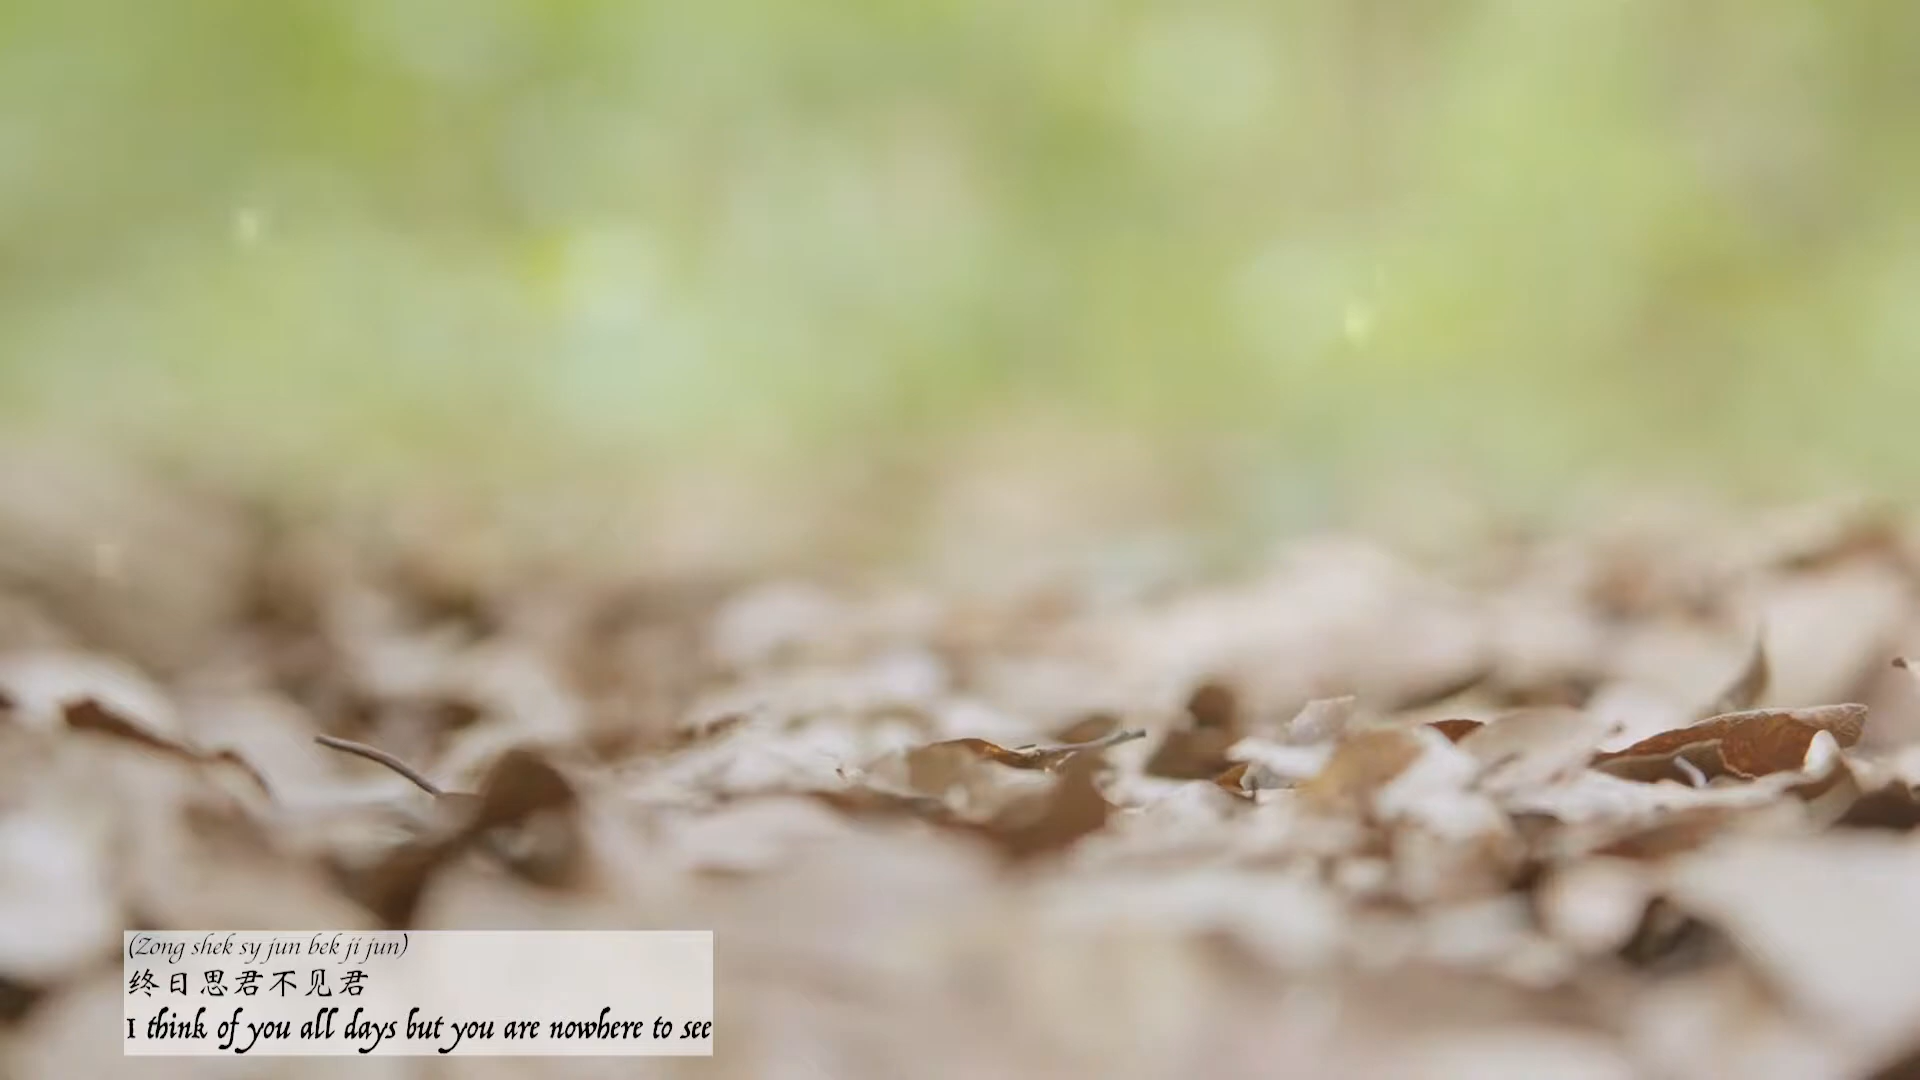 (Zong shek sy jun bek ji jun)
终日思君不见君
I think of you all days but you are nowhere to see